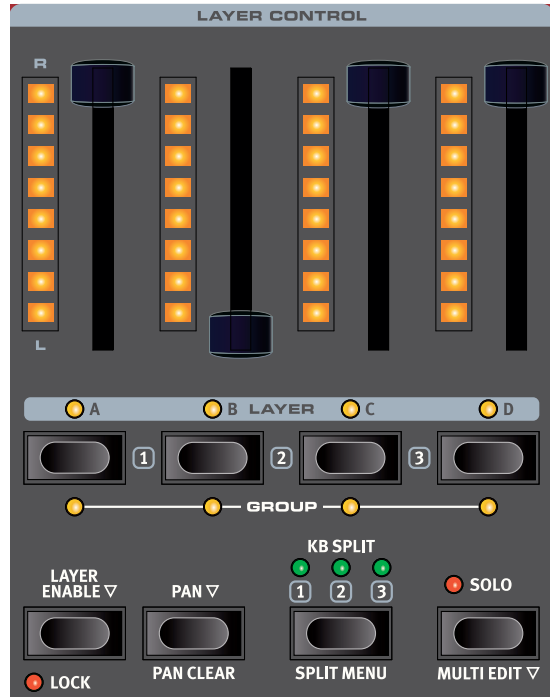 LAYER CONTROL
R
L
A B LAYER C D
1 2 3
GROUP
KB SPLIT
LAYER
ENABLE ▽ PAN ▽ 1 2 3 SOLO
PAN CLEAR SPLIT MENU MULTI EDIT ▽
LOCK